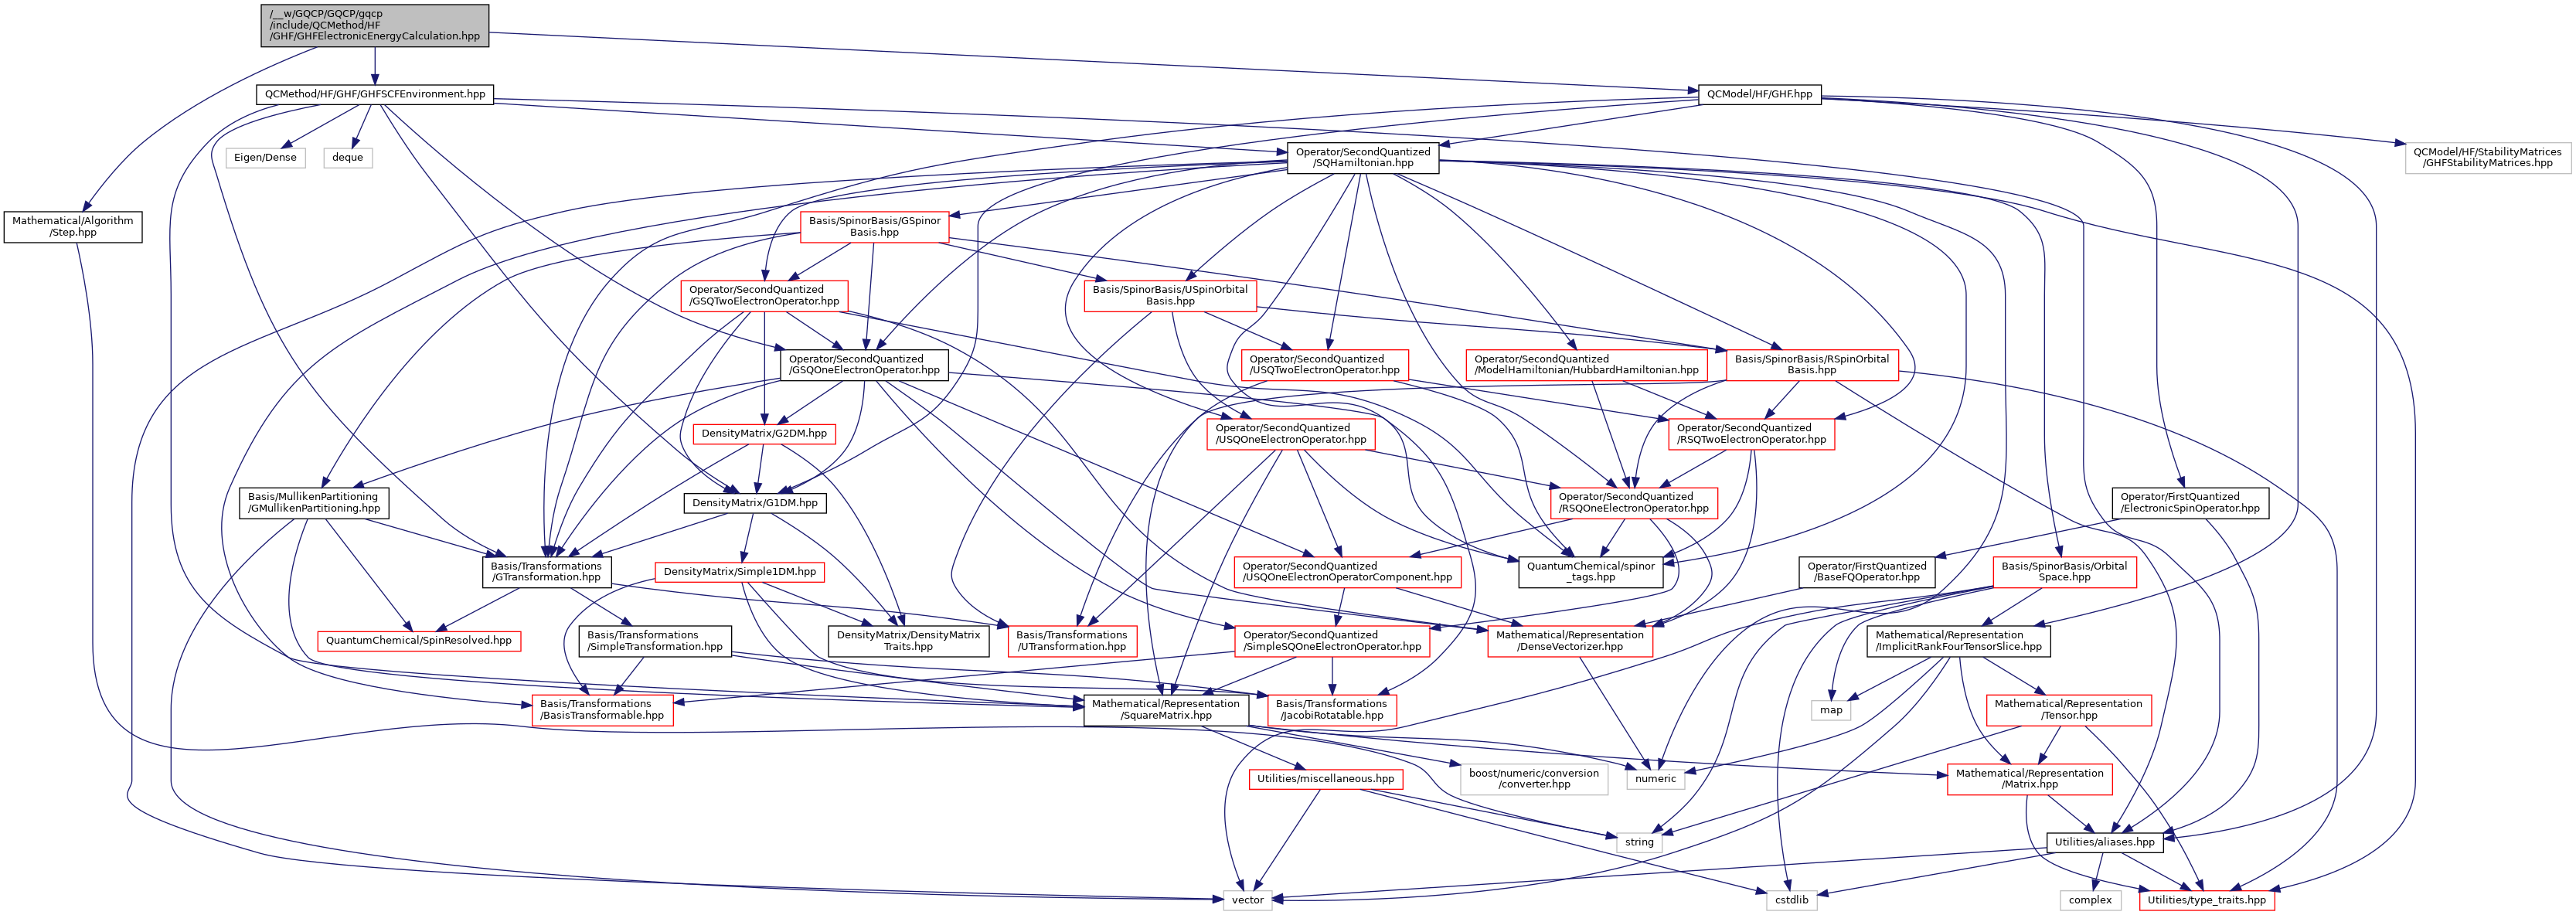 /__w/GQCP/GQCP/gqcp
/include/QCMethod/HF
/GHF/GHFElectronicEnergyCalculation.hpp
QCMethod/HF/GHF/GHFSCFEnvironment.hpp
QCModel/HF/GHF.hpp
Eigen/Dense
deque
Operator/SecondQuantized
/SQHamiltonian.hpp
QCModel/HF/StabilityMatrices
/GHFStabilityMatrices.hpp
Mathematical/Algorithm
/Step.hpp
Basis/SpinorBasis/GSpinor
Basis.hpp
Operator/SecondQuantized
/GSQTwoElectronOperator.hpp
Basis/SpinorBasis/USpinOrbital
Basis.hpp
Operator/SecondQuantized
/GSQOneElectronOperator.hpp
Operator/SecondQuantized
/USQTwoElectronOperator.hpp
Operator/SecondQuantized
/ModelHamiltonian/HubbardHamiltonian.hpp
Basis/SpinorBasis/RSpinOrbital
Basis.hpp
DensityMatrix/G2DM.hpp
Operator/SecondQuantized
/USQOneElectronOperator.hpp
Operator/SecondQuantized
/RSQTwoElectronOperator.hpp
Basis/MullikenPartitioning
/GMullikenPartitioning.hpp
DensityMatrix/G1DM.hpp
Operator/SecondQuantized
/RSQOneElectronOperator.hpp
Operator/FirstQuantized
/ElectronicSpinOperator.hpp
Basis/Transformations
/GTransformation.hpp
DensityMatrix/Simple1DM.hpp
Operator/SecondQuantized
/USQOneElectronOperatorComponent.hpp
QuantumChemical/spinor
_tags.hpp
Operator/FirstQuantized
/BaseFQOperator.hpp
Basis/SpinorBasis/Orbital
Space.hpp
QuantumChemical/SpinResolved.hpp
Basis/Transformations
/SimpleTransformation.hpp
DensityMatrix/DensityMatrix
Traits.hpp
Basis/Transformations
/UTransformation.hpp
Operator/SecondQuantized
/SimpleSQOneElectronOperator.hpp
Mathematical/Representation
/DenseVectorizer.hpp
Mathematical/Representation
/ImplicitRankFourTensorSlice.hpp
Basis/Transformations
/BasisTransformable.hpp
Mathematical/Representation
/SquareMatrix.hpp
Basis/Transformations
/JacobiRotatable.hpp
map
Mathematical/Representation
/Tensor.hpp
Utilities/miscellaneous.hpp
boost/numeric/conversion
/converter.hpp
numeric
Mathematical/Representation
/Matrix.hpp
string
Utilities/aliases.hpp
vector
cstdlib
complex
Utilities/type_traits.hpp